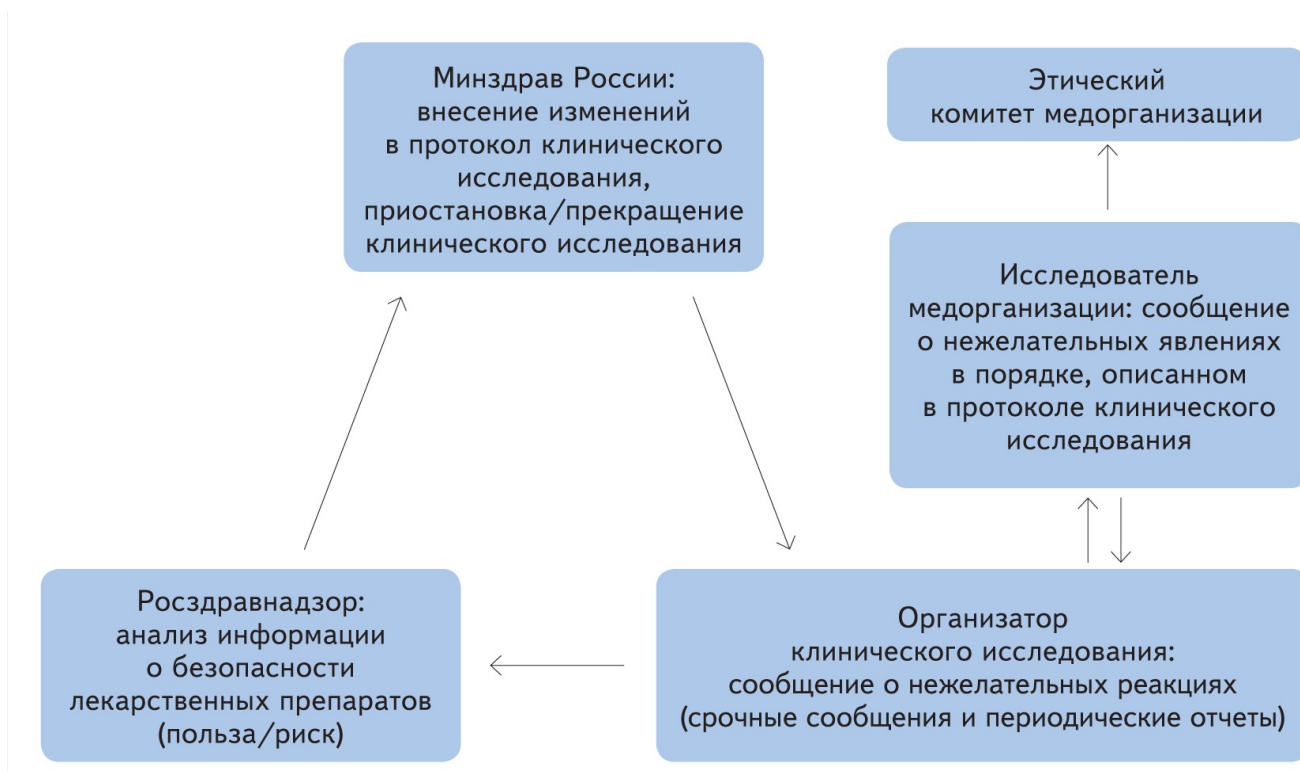 Минздрав России:
внесение изменений
в протокол клинического
исследования,
приостановка/прекращение
клинического исследования
Этический
комитет медорганизации
Исследователь
медорганизации: сообщение
о нежелательных явлениях
в порядке, описанном
в протоколе клинического
исследования
Росздравнадзор:
анализ информации
о безопасности
лекарственных препаратов
(польза/риск)
Организатор
клинического исследования:
сообщение о нежелательных реакциях
(срочные сообщения и периодические отчеты)